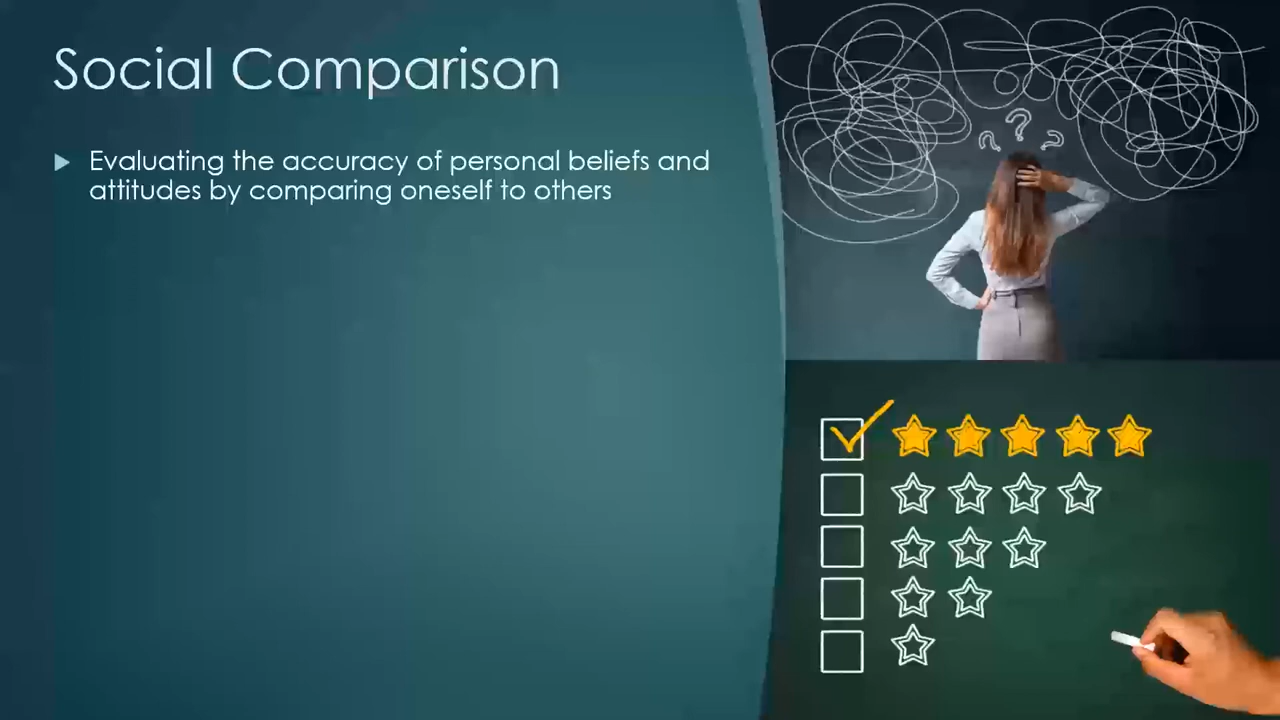 Social Comparison
Evaluating the accuracy of personal beliefs and
attitudes by comparing oneself to others
???